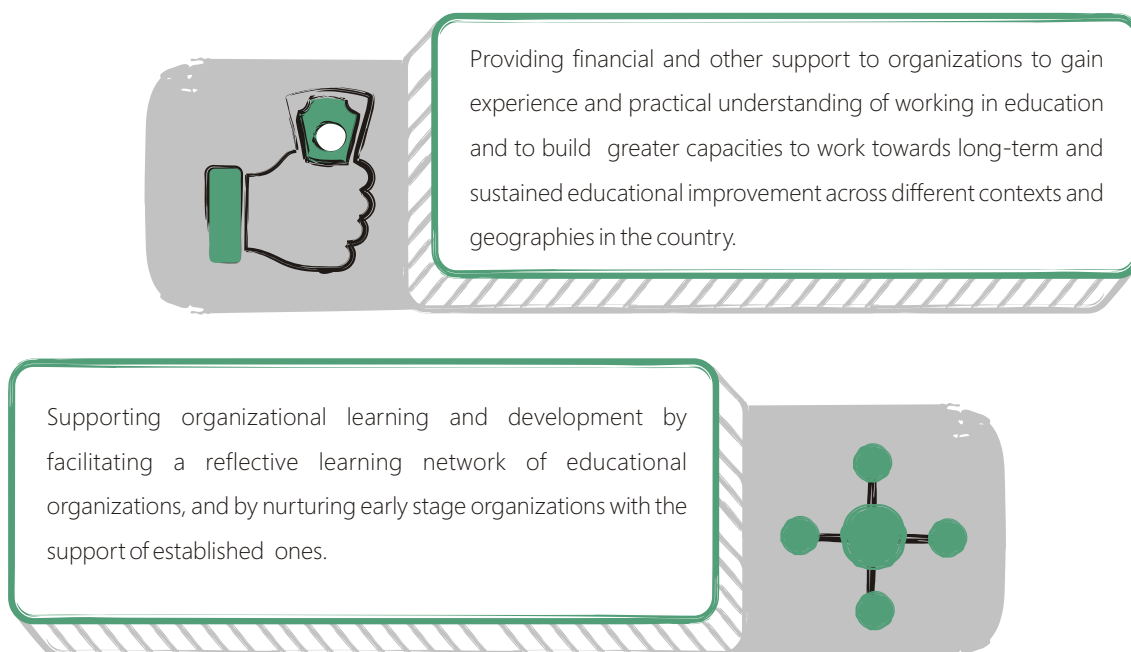 Providing financial and other support to organizations to gain
experience and practical understanding of working in education
and to build greater capacities to work towards long-term and
sustained educational improvement across different contexts and
geographies in the country.
Supporting organizational learning and development by
facilitating a reflective learning network of educational
organizations, and by nurturing early stage organizations with the
support of established ones.